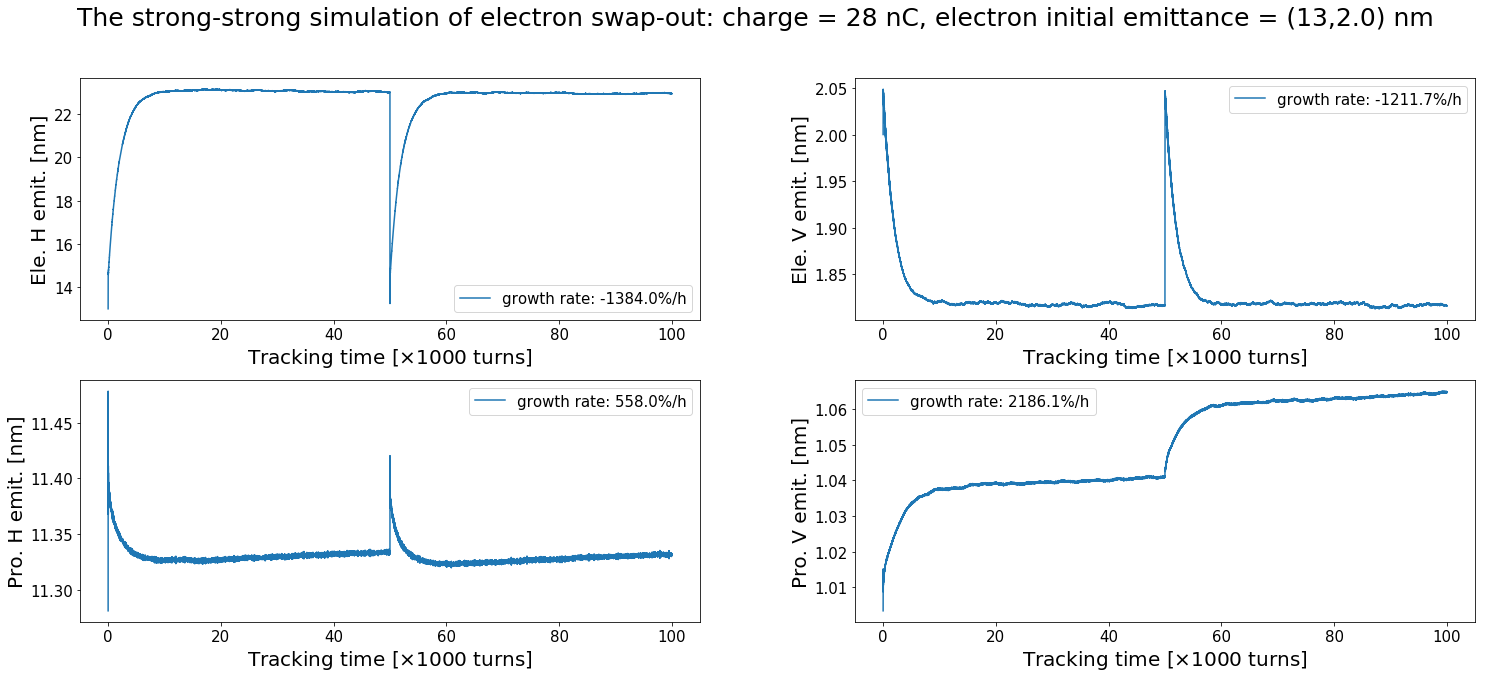 The strong-strong simulation of electron swap-out: charge = 28 nC, electron initial emittance = (13,2.0) nm
Ele. H emit. [nm]
22
20
18
16
14
growth rate: -1384.0%/h
0 20 40 60 80 100
Tracking time [×1000 turns]
Ele. V emit. [nm]
2.05
2.00
1.95
1.90
1.85
growth rate: -1211.7%/h
0 20 40 60 80 100
Tracking time [×1000 turns]
Pro. H emit. [nm]
11.45
11.40
11.35
11.30
growth rate: 558.0%/h
0 20 40 60 80 100
Tracking time [×1000 turns]
Pro. V emit. [nm]
1.06
1.05
1.04
1.03
1.02
1.01
growth rate: 2186.1%/h
0 20 40 60 80 100
Tracking time [×1000 turns]